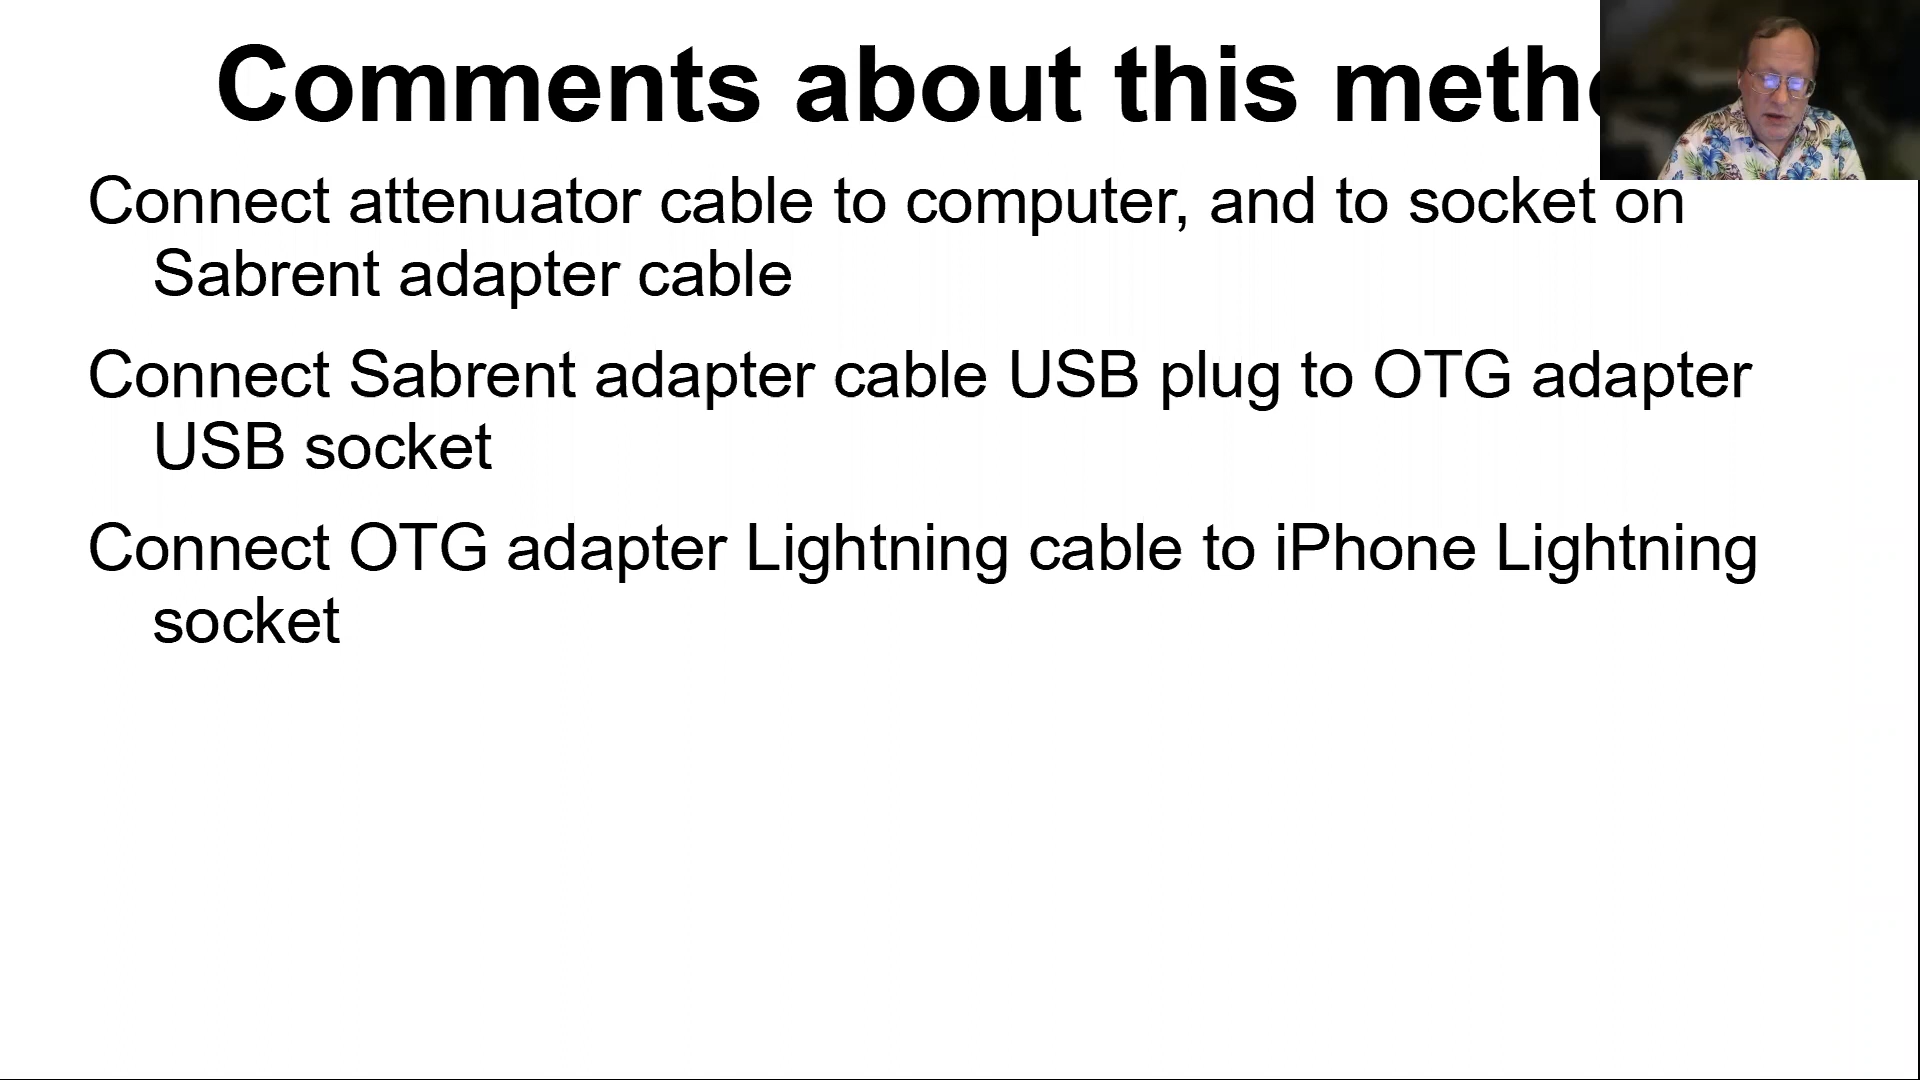 Comments about this meth
Connect attenuator cable to computer, and to socket on
Sabrent adapter cable
Connect Sabrent adapter cable USB plug to OTG adapter
USB socket
Connect OTG adapter Lightning cable to iPhone Lightning
socket